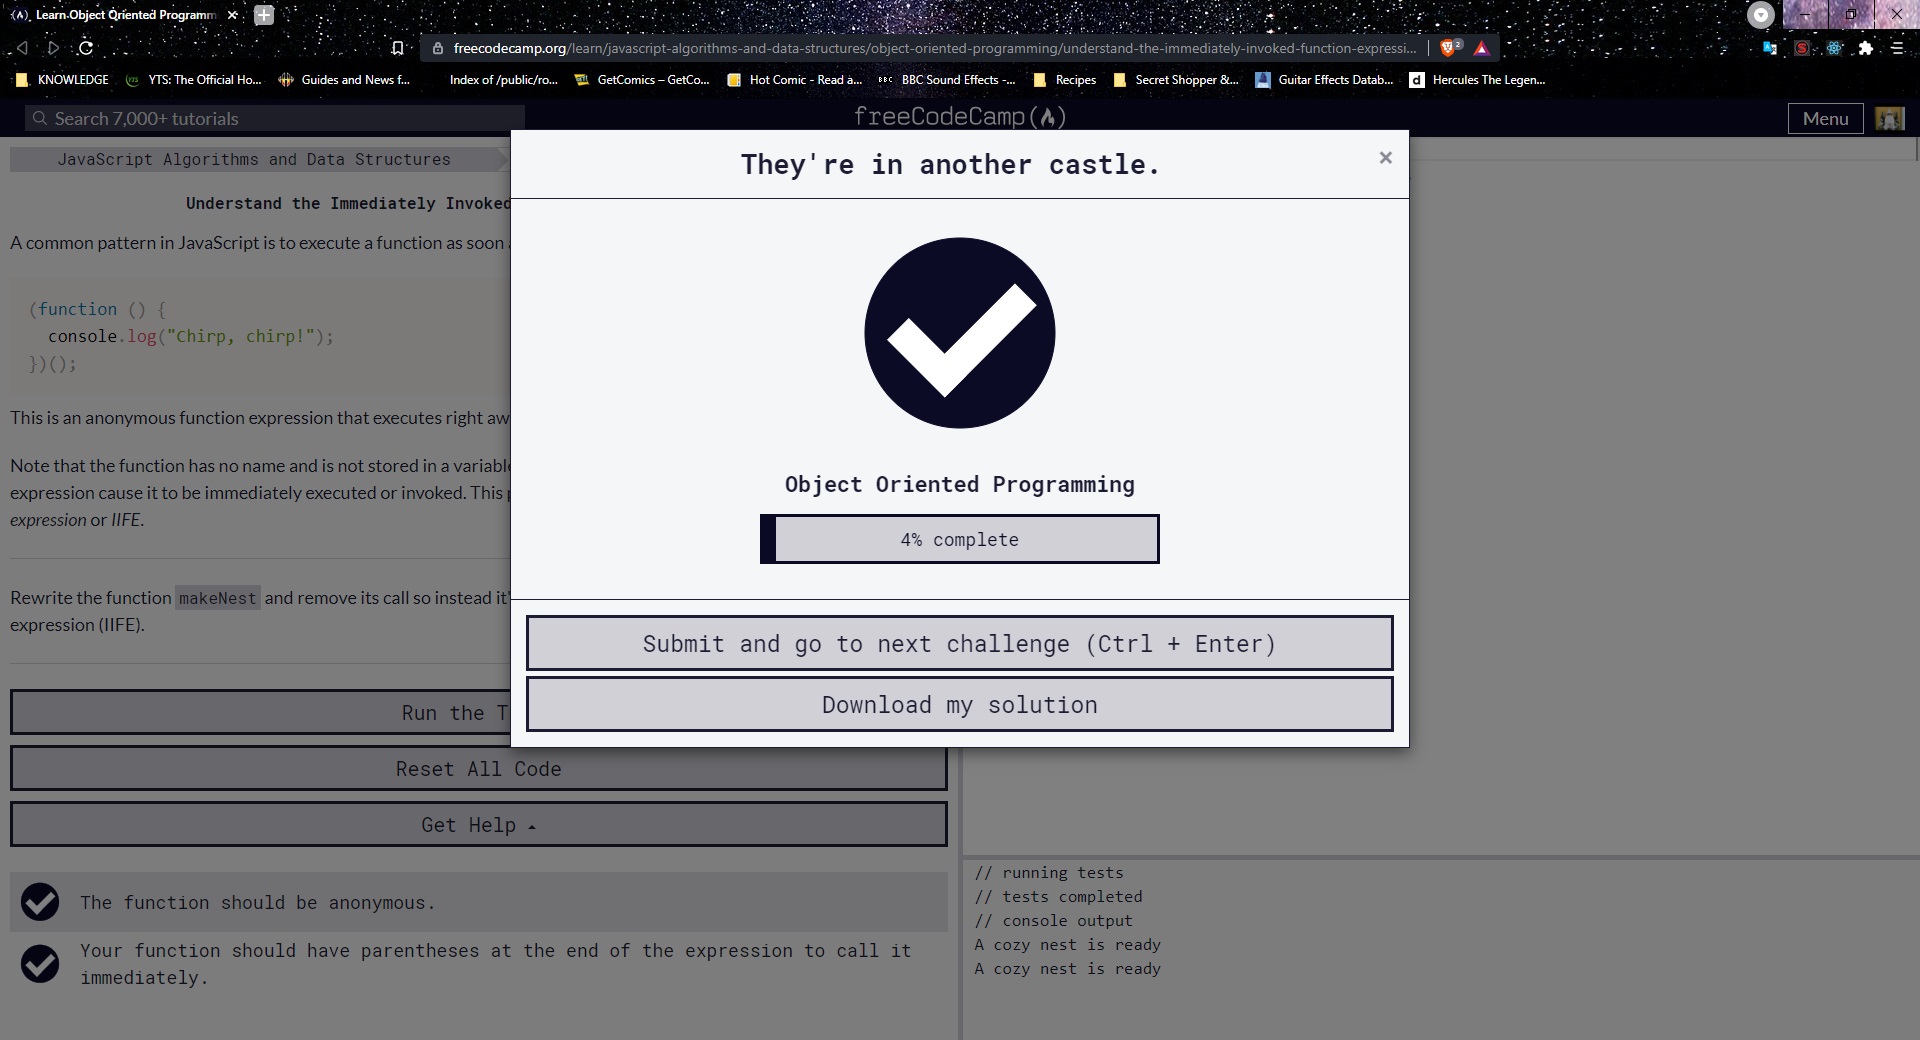 Learn Object Oriented Programm
freecodecamp.org/learn/javascript-algorithms-and-data-structures/object-oriented-programming/understand-the-immediately-invoked-function-expressi...
2
KNOWLEDGE
YTS: The Official Ho...
Guides and News f...
Index of /public/ro...
GetComics – GetCo...
Hot Comic - Read a...
BBC
BBC Sound Effects -...
Recipes
Secret Shopper &...
Guitar Effects Datab...
d
Hercules The Legen...
Search 7,000+ tutorials
freeCodeCamp
Menu
JavaScript Algorithms and Data Structures
Understand the Immediately Invoked
A common pattern in JavaScript is to execute a function as soon
(function () {
console.log("Chirp, chirp!");
})();
This is an anonymous function expression that executes right aw
Note that the function has no name and is not stored in a variable
expression cause it to be immediately executed or invoked. This p
expression or IIFE.
Rewrite the function makeNest and remove its call so instead it'
expression (IIFE).
Run the T
Reset All Code
Get Help
The function should be anonymous.
Your function should have parentheses at the end of the expression to call it
immediately.
They're in another castle.
×
Object Oriented Programming
4% complete
Submit and go to next challenge (Ctrl + Enter)
Download my solution
// running tests
// tests completed
// console output
A cozy nest is ready
A cozy nest is ready